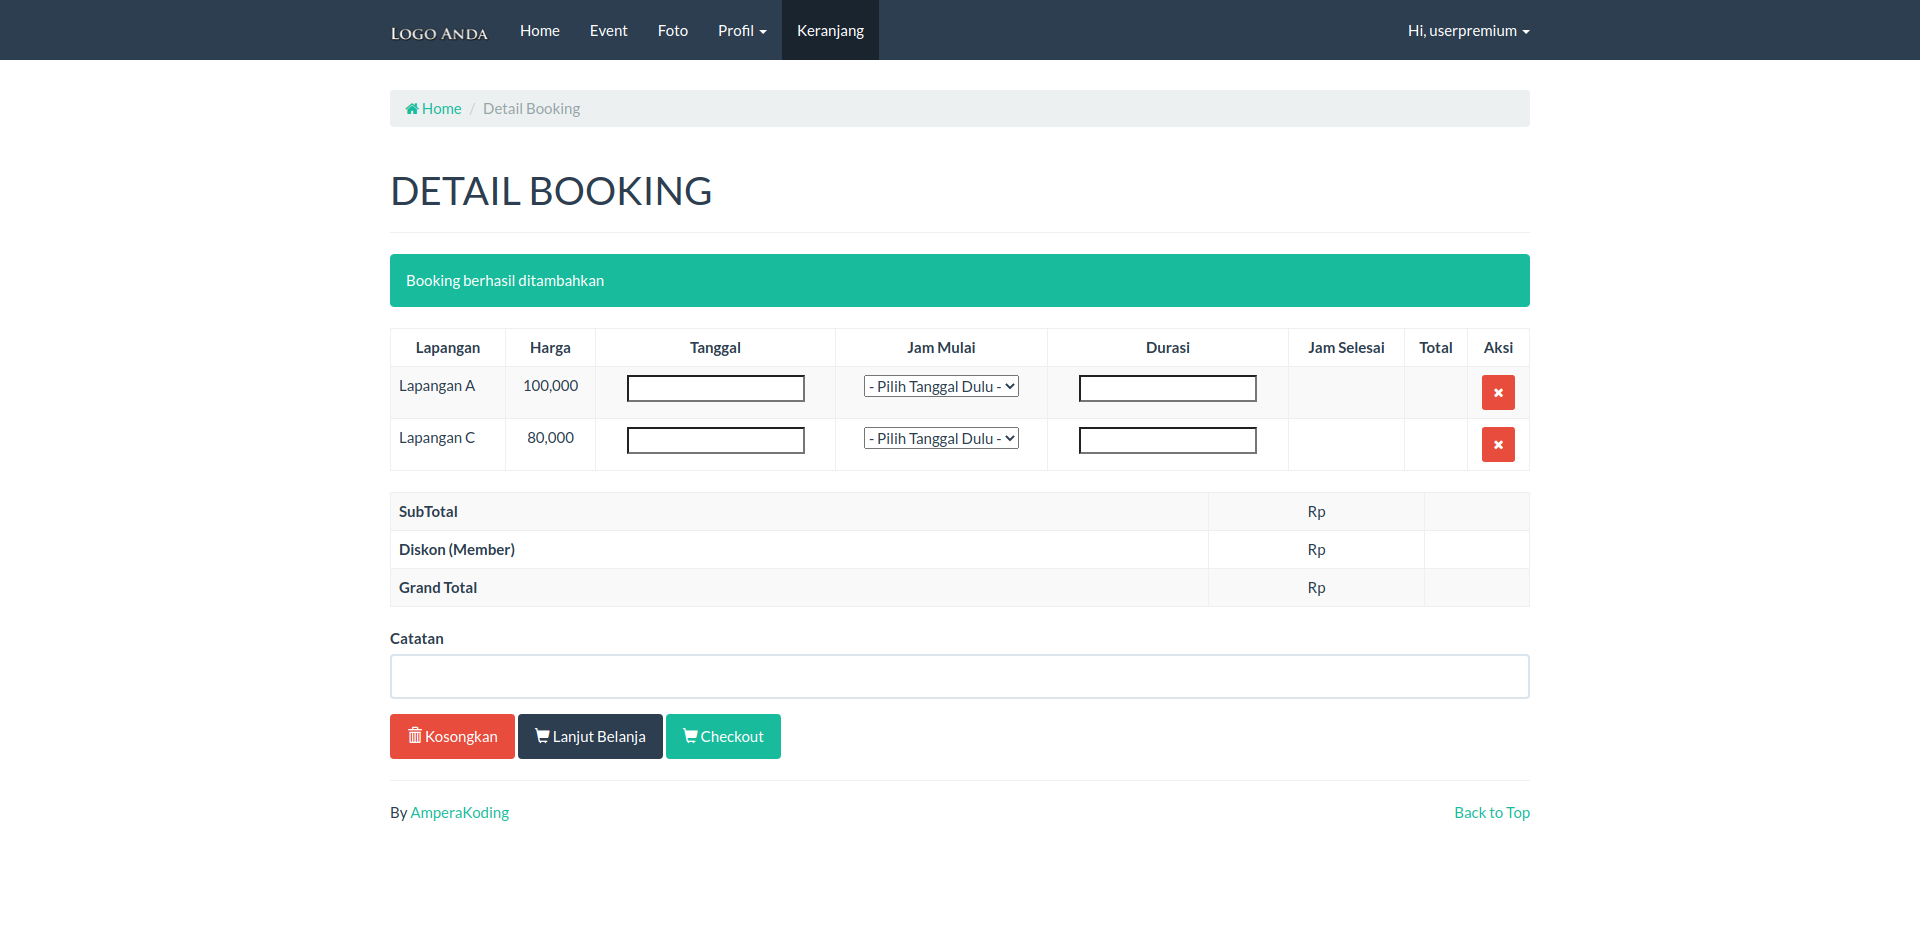 LOGO ANDA Home Event Foto Profil Keranjang Hi, userpremium
Home / Detail Booking
DETAIL BOOKING
Booking berhasil ditambahkan
Lapangan Harga Tanggal Jam Mulai Durasi Jam Selesai Total Aksi
Lapangan A 100,000 - Pilih Tanggal Dulu -
Lapangan C 80,000 - Pilih Tanggal Dulu -
SubTotal Rp
Diskon (Member) Rp
Grand Total Rp
Catatan
Kosongkan Lanjut Belanja Checkout
By AmperaKoding Back to Top